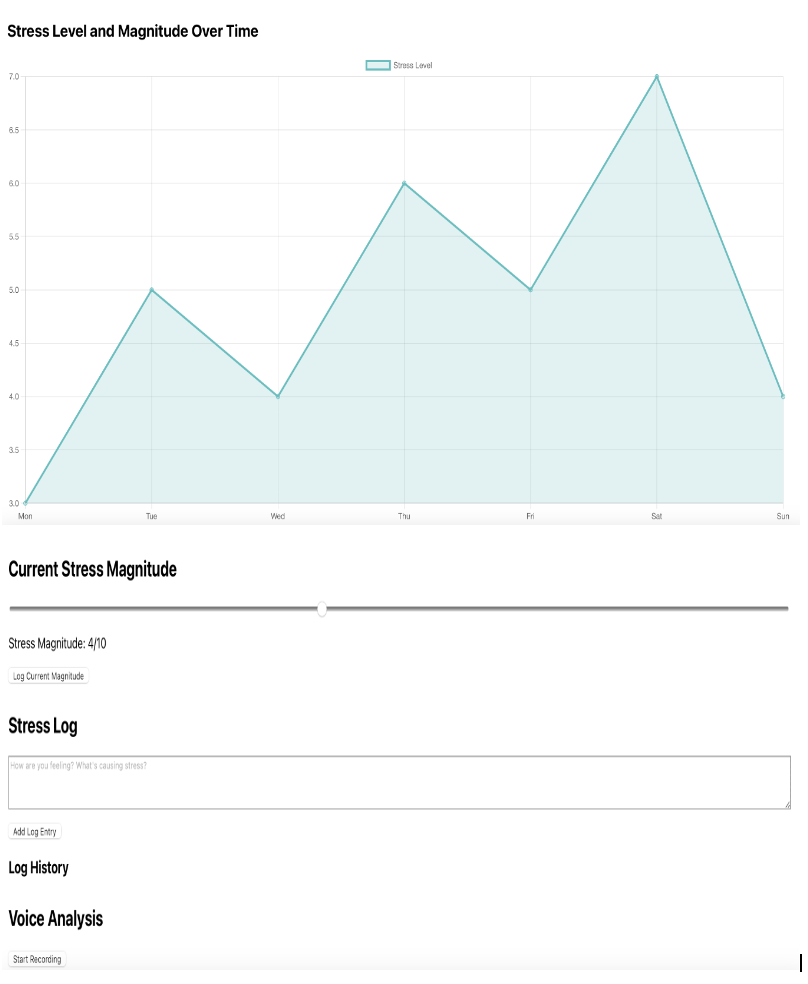 Stress Level and Magnitude Over Time
Stress Level
7.0
6.5
6.0
5.5
5.0
4.5
4.0
3.5
3.0
Mon Tue Wed Thu Fri Sat Sun
Current Stress Magnitude
Stress Magnitude: 4/10
Log Current Magnitude
Stress Log
How are you feeling? What's causing stress?
Add Log Entry
Log History
Voice Analysis
Start Recording